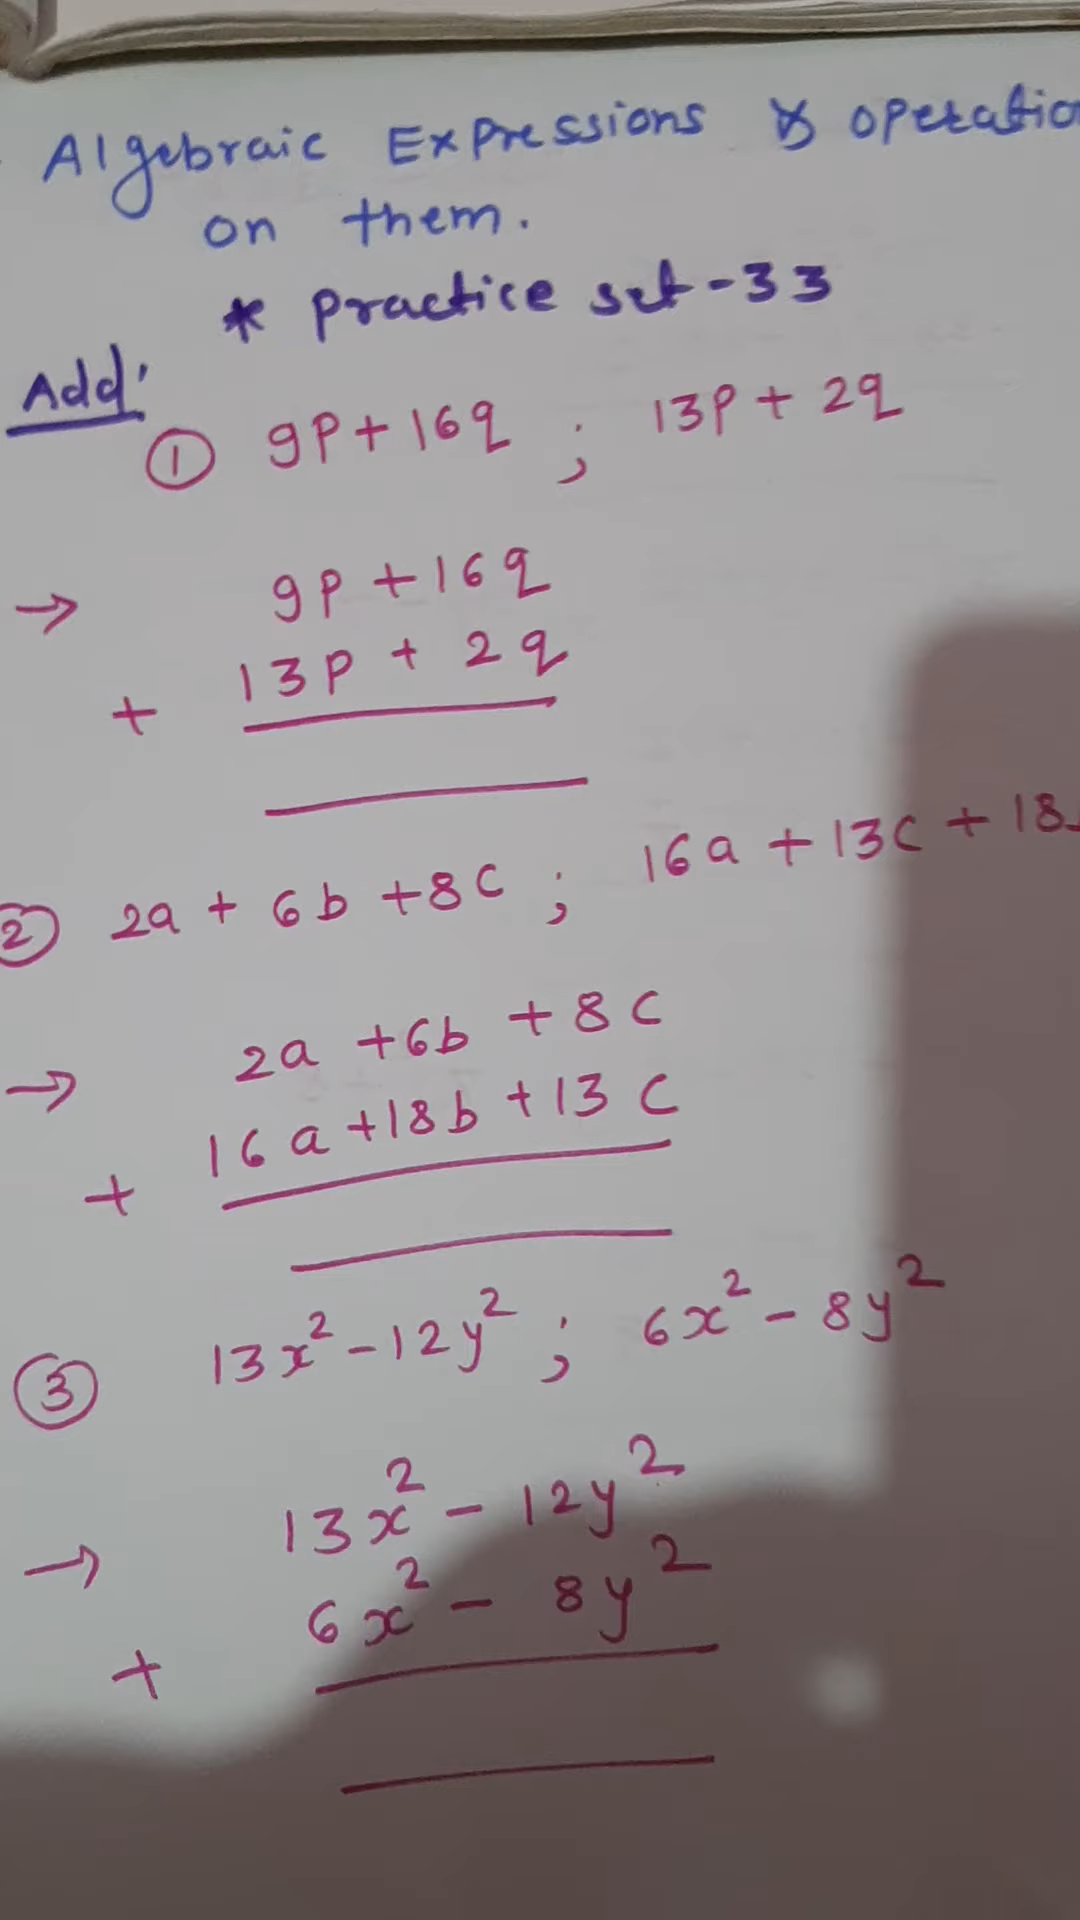 Algebraic Expressions & operatio
on them.
* practice set-33
Add:
① 9p + 16q ; 13p + 2q
→ 9p + 16q
+ 13p + 2q
② 2a + 6b + 8c ; 16a + 13c + 18
→ 2a + 6b + 8c
+ 16a + 18b + 13c
③ 13x² - 12y² ; 6x² - 8y²
→ 13x² - 12y²
+ 6x² - 8y²